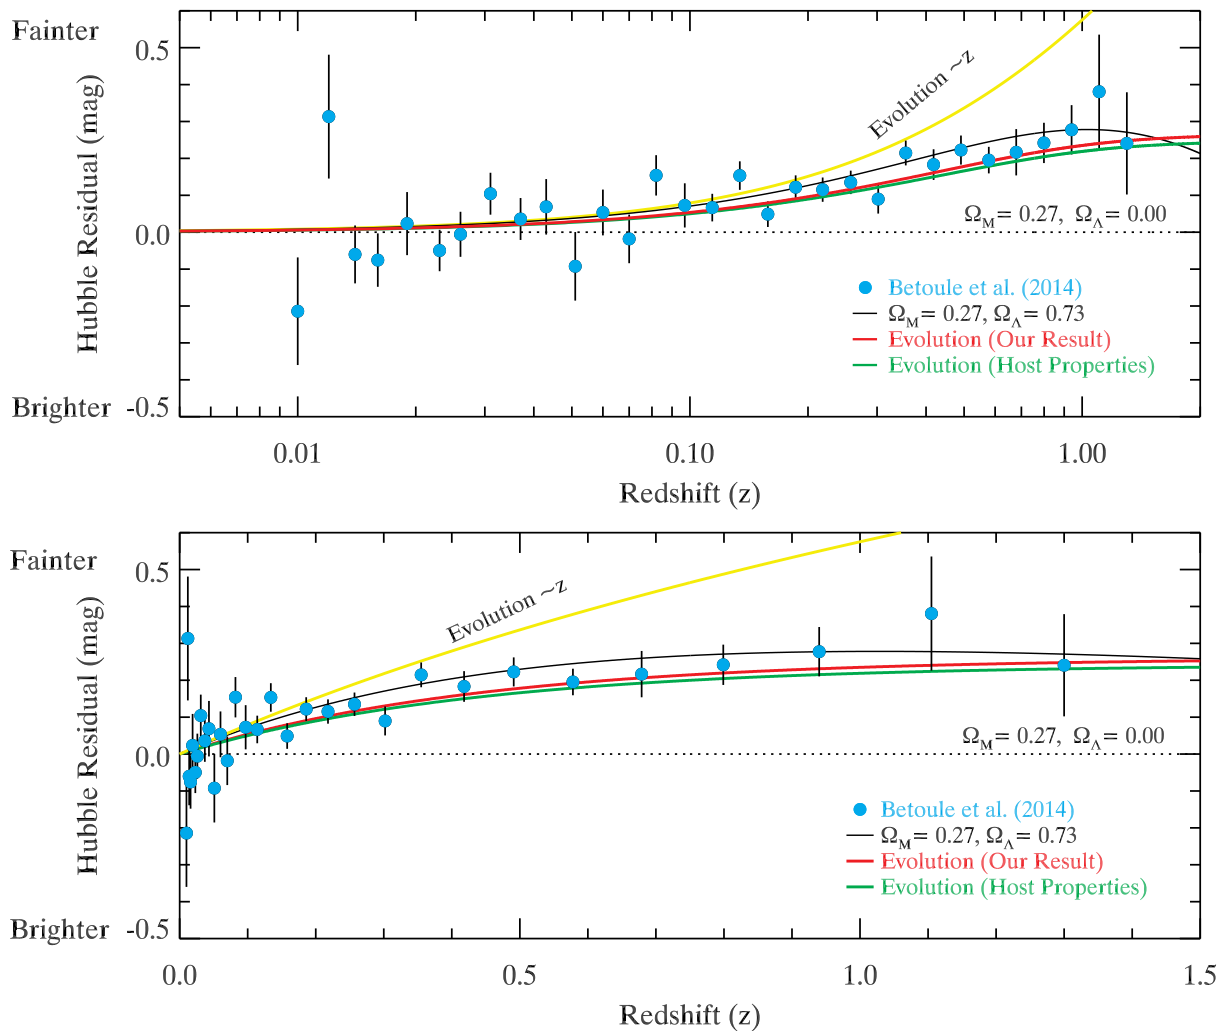 Fainter
0.5
Hubble Residual (mag)
Evolution ~z
0.0
Ω_M = 0.27, Ω_Λ = 0.00
Betoule et al. (2014)
Ω_M = 0.27, Ω_Λ = 0.73
Evolution (Our Result)
Evolution (Host Properties)
Brighter
-0.5
0.01 0.10 1.00
Redshift (z)
Fainter
0.5
Hubble Residual (mag)
Evolution ~z
0.0
Ω_M = 0.27, Ω_Λ = 0.00
Betoule et al. (2014)
Ω_M = 0.27, Ω_Λ = 0.73
Evolution (Our Result)
Evolution (Host Properties)
Brighter
-0.5
0.0 0.5 1.0 1.5
Redshift (z)